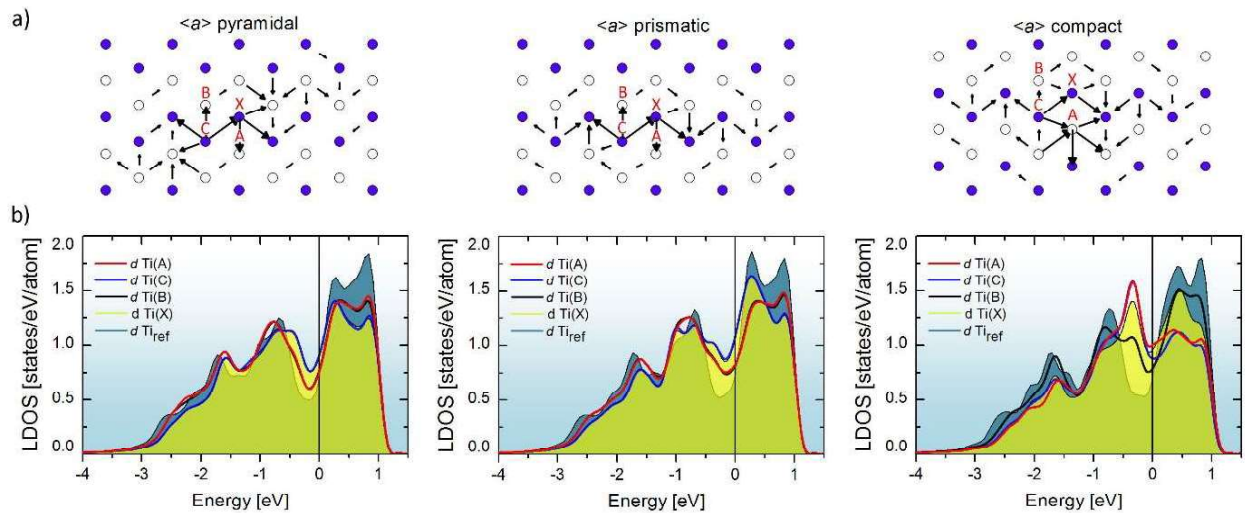 a)
<a> pyramidal
B
X
C
A
<a> prismatic
B
X
C
A
<a> compact
B
X
C
A
b)
LDOS [states/eV/atom]
2.0
1.5
1.0
0.5
0.0
d Ti(A)
d Ti(C)
d Ti(B)
d Ti(X)
d Tiref
-4 -3 -2 -1 0 1
Energy [eV]
LDOS [states/eV/atom]
2.0
1.5
1.0
0.5
0.0
d Ti(A)
d Ti(C)
d Ti(B)
d Ti(X)
d Tiref
-4 -3 -2 -1 0 1
Energy [eV]
LDOS [states/eV/atom]
2.0
1.5
1.0
0.5
0.0
d Ti(A)
d Ti(C)
d Ti(B)
d Ti(X)
d Tiref
-4 -3 -2 -1 0 1
Energy [eV]